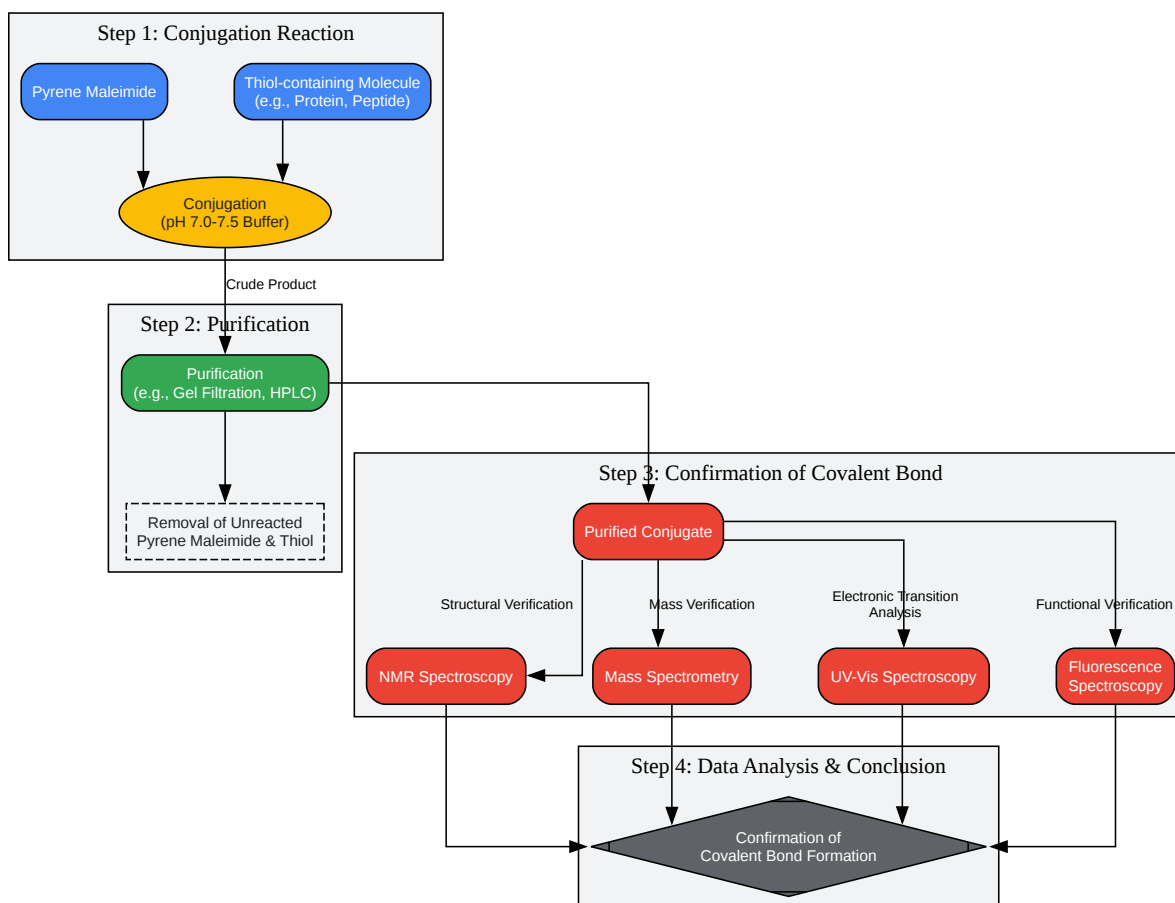 Step 1: Conjugation Reaction
Pyrene Maleimide
Thiol-containing Molecule
(e.g., Protein, Peptide)
Conjugation
(pH 7.0-7.5 Buffer)
Crude Product
Step 2: Purification
Purification
(e.g., Gel Filtration, HPLC)
Removal of Unreacted
Pyrene Maleimide & Thiol
Step 3: Confirmation of Covalent Bond
Purified Conjugate
Structural Verification
Mass Verification
Electronic Transition
Analysis
Functional Verification
NMR Spectroscopy
Mass Spectrometry
UV-Vis Spectroscopy
Fluorescence
Spectroscopy
Step 4: Data Analysis & Conclusion
Confirmation of
Covalent Bond Formation